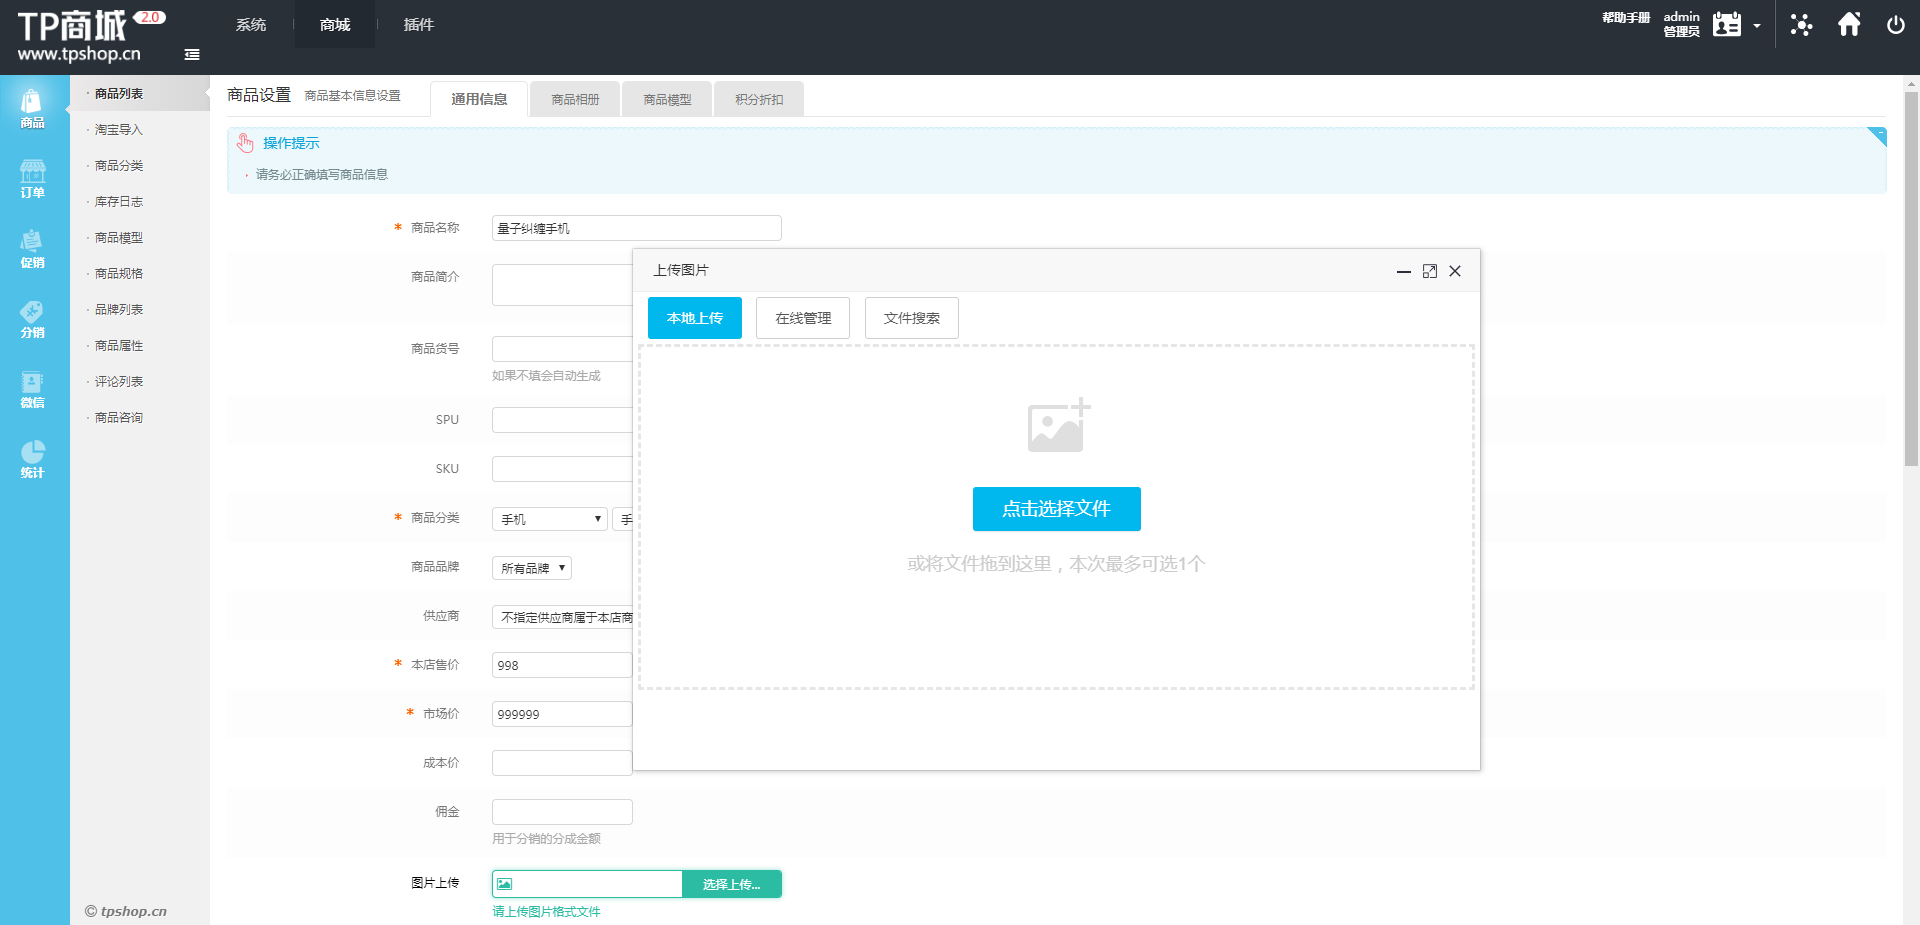 TP商城 2.0
www.tpshop.cn
系统
商城
插件
帮助手册
admin
管理员
商品
订单
促销
分销
微信
统计
· 商品列表
· 淘宝导入
· 商品分类
· 库存日志
· 商品模型
· 商品规格
· 品牌列表
· 商品属性
· 评论列表
· 商品咨询
© tpshop.cn
商品设置 商品基本信息设置
通用信息
商品相册
商品模型
积分折扣
操作提示
请务必正确填写商品信息
* 商品名称 量子纠缠手机
商品简介
商品货号
如果不填会自动生成
SPU
SKU
* 商品分类 手机 手
商品品牌 所有品牌
供应商 不指定供应商属于本店商
* 本店售价 998
* 市场价 999999
成本价
佣金
用于分销的分成金额
图片上传 选择上传...
请上传图片格式文件
上传图片
本地上传
在线管理
文件搜索
点击选择文件
或将文件拖到这里，本次最多可选1个